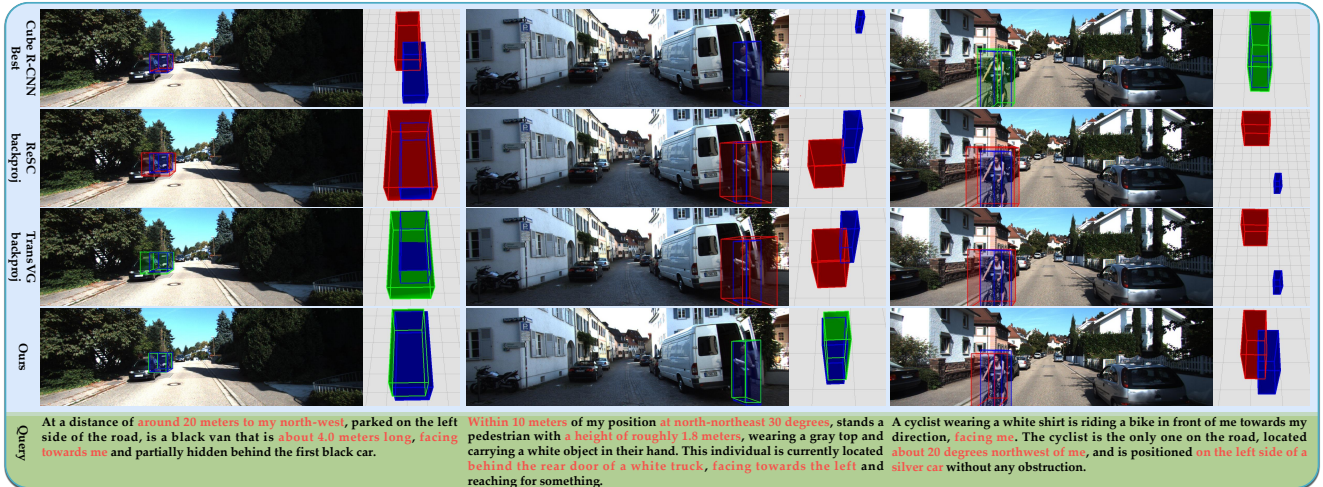 Cube R-CNN
Best
ReSC
backproj
TransVG
backproj
Ours
Query
At a distance of around 20 meters to my north-west, parked on the left
side of the road, is a black van that is about 4.0 meters long, facing
towards me and partially hidden behind the first black car.
Within 10 meters of my position at north-northeast 30 degrees, stands a
pedestrian with a height of roughly 1.8 meters, wearing a gray top and
carrying a white object in their hand. This individual is currently located
behind the rear door of a white truck, facing towards the left and
reaching for something.
A cyclist wearing a white shirt is riding a bike in front of me towards my
direction, facing me. The cyclist is the only one on the road, located
about 20 degrees northwest of me, and is positioned on the left side of a
silver car without any obstruction.